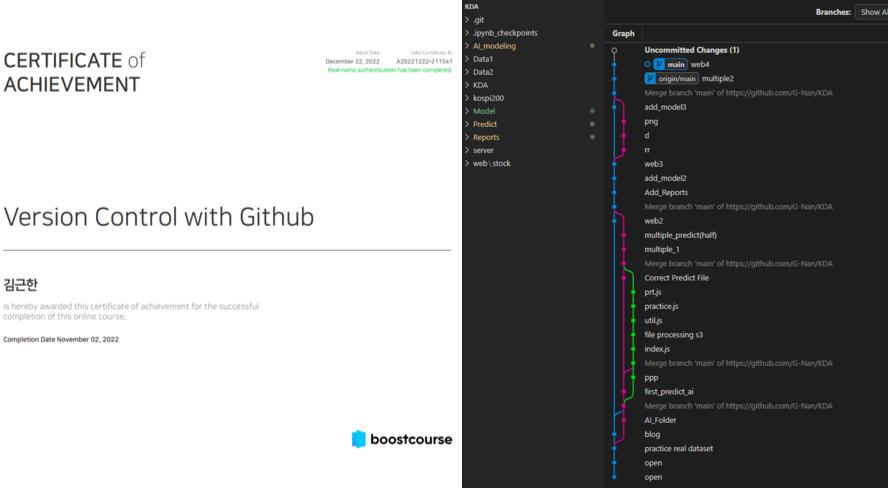 CERTIFICATE of
ACHIEVEMENT
Issue Date
December 22, 2022
Valid Certificate ID
A20221222-211541
Real-name authentication has been completed.
Version Control with Github
김근한
is hereby awarded this certificate of achievement for the successful
completion of this online course.
Completion Date November 02, 2022
boostcourse
KDA
.git
.ipynb_checkpoints
AI_modeling
Data1
Data2
KDA
kospi200
Model
Predict
Reports
server
web\stock
Branches: Show Al
Graph
Uncommitted Changes (1)
main web4
origin/main multiple2
Merge branch 'main' of https://github.com/G-Nan/KDA
add_model3
png
d
rr
web3
add_model2
Add_Reports
Merge branch 'main' of https://github.com/G-Nan/KDA
web2
multiple_predict(half)
multiple_1
Merge branch 'main' of https://github.com/G-Nan/KDA
Correct Predict File
prt.js
practice.js
util.js
file processing s3
index.js
Merge branch 'main' of https://github.com/G-Nan/KDA
ppp
first_predict_ai
Merge branch 'main' of https://github.com/G-Nan/KDA
AI_Folder
blog
practice real dataset
open
open